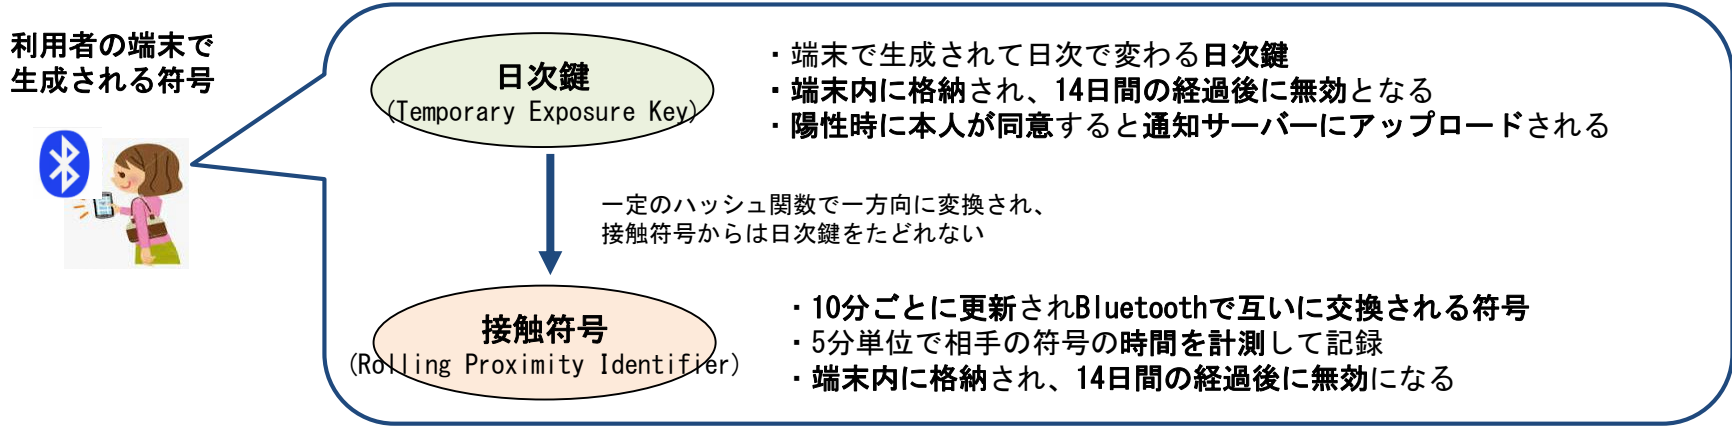 利用者の端末で
生成される符号
日次鍵
(Temporary Exposure Key)
・端末で生成されて日次で変わる日次鍵
・端末内に格納され、14日間の経過後に無効となる
・陽性時に本人が同意すると通知サーバーにアップロードされる
一定のハッシュ関数で一方向に変換され、
接触符号からは日次鍵をたどれない
接触符号
(Rolling Proximity Identifier)
・10分ごとに更新されBluetoothで互いに交換される符号
・5分単位で相手の符号の時間を計測して記録
・端末内に格納され、14日間の経過後に無効になる